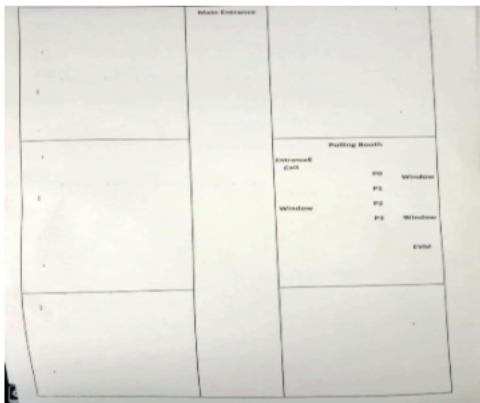 Main Entrance
Polling Booth
Entrance/
Exit
P0
Window
P1
Window
P2
P3
Window
EVM